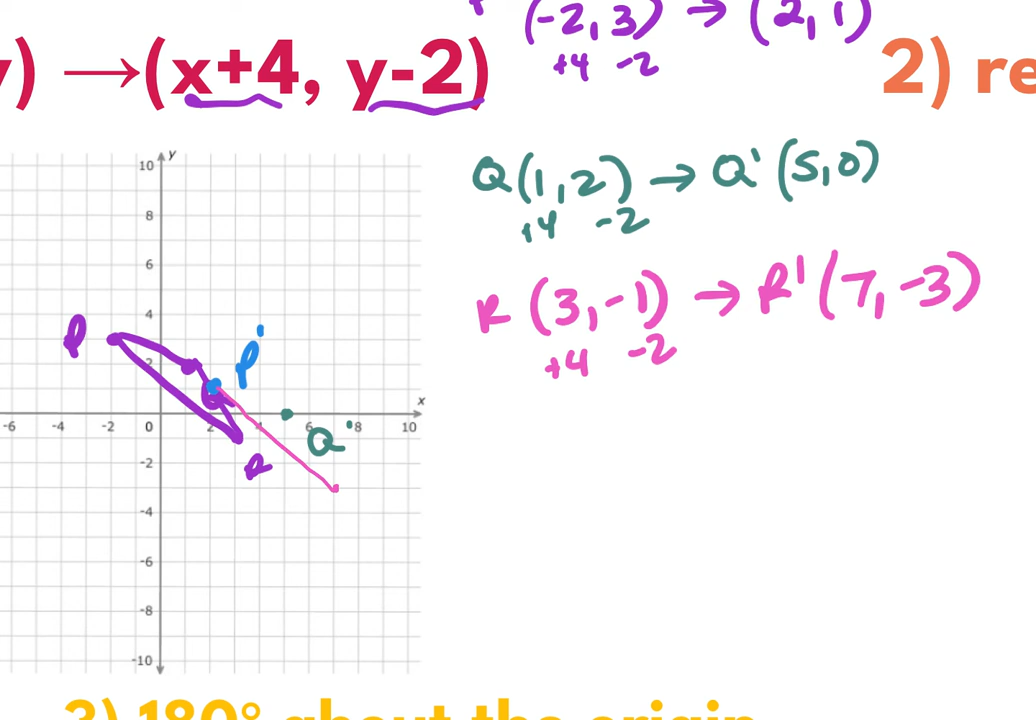 (-2, 3) → (2, 1)
+4 -2
y) →(x+4, y-2)
2) re
Q(1,2) → Q'(5,0)
+4 -2
R(3,-1) → R'(7,-3)
+4 -2
y
10
8
6
4
2
P
P'
x
-6 -4 -2 0 2 4 6 8 10
Q'
R
-2
-4
-6
-8
-10
3) 180° about the origin